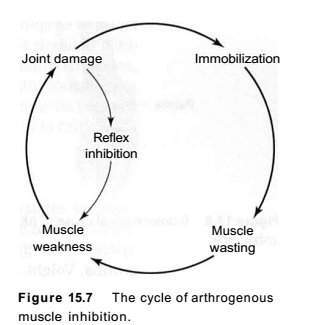 Joint damage
Immobilization
Reflex
inhibition
Muscle
weakness
Muscle
wasting
Figure 15.7 The cycle of arthrogenous
muscle inhibition.